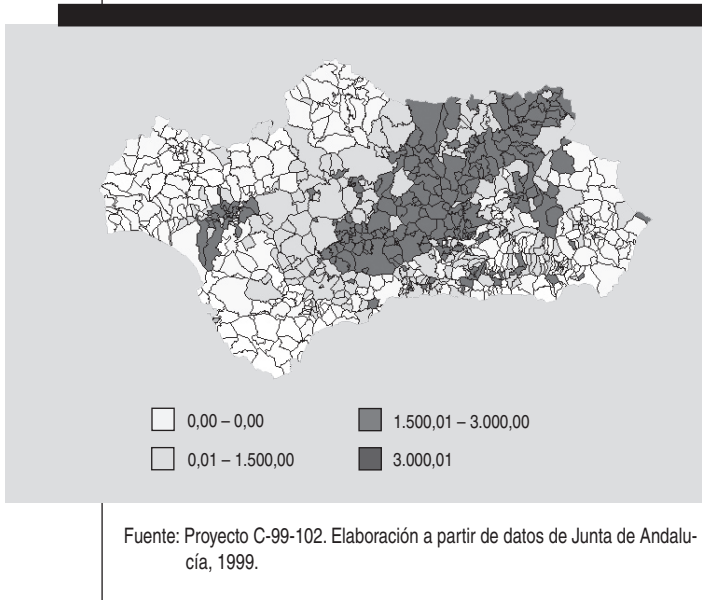 0,00 – 0,00
1.500,01 – 3.000,00
0,01 – 1.500,00
3.000,01
Fuente: Proyecto C-99-102. Elaboración a partir de datos de Junta de Andalu-
cía, 1999.